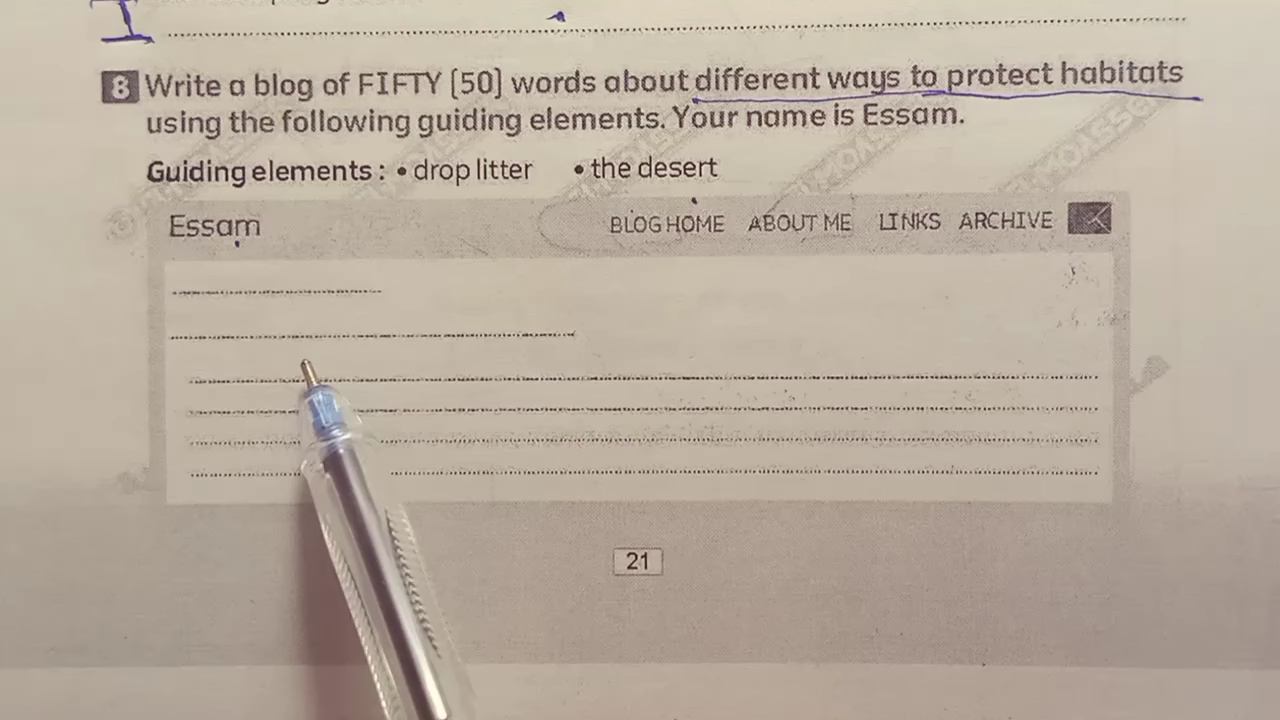 8 Write a blog of FIFTY (50) words about different ways to protect habitats
using the following guiding elements. Your name is Essam.
Guiding elements : • drop litter • the desert
Essam BLOG HOME ABOUT ME LINKS ARCHIVE
21